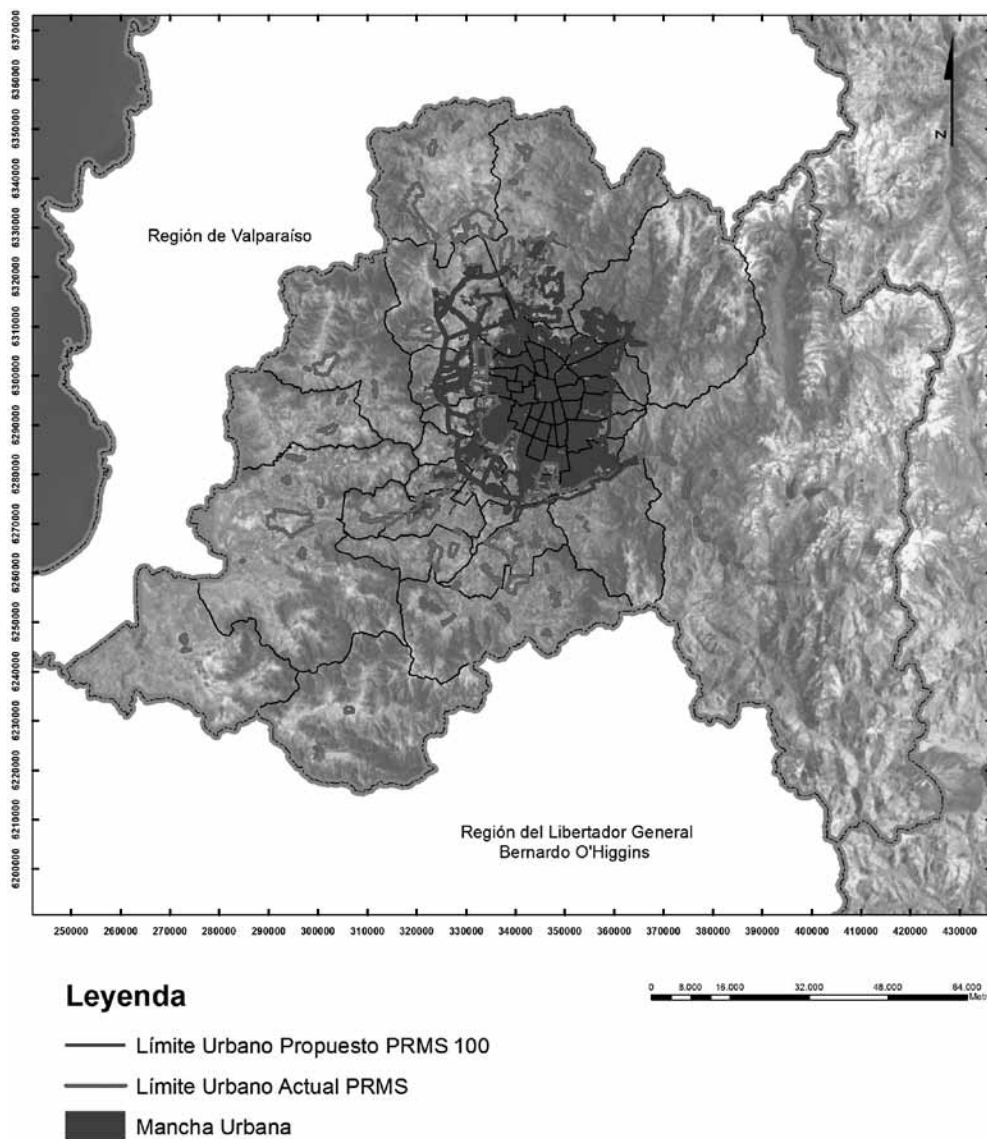 6370000
6360000
6350000
6340000
6330000
6320000
6310000
6300000
6290000
6280000
6270000
6260000
6250000
6240000
6230000
6220000
6210000
6200000
N
Región de Valparaíso
Región del Libertador General
Bernardo O'Higgins
250000 260000 270000 280000 290000 300000 310000 320000 330000 340000 350000 360000 370000 380000 390000 400000 410000 420000 430000
Leyenda
0 8.000 16.000 32.000 48.000 64.000
Metr
Límite Urbano Propuesto PRMS 100
Límite Urbano Actual PRMS
Mancha Urbana